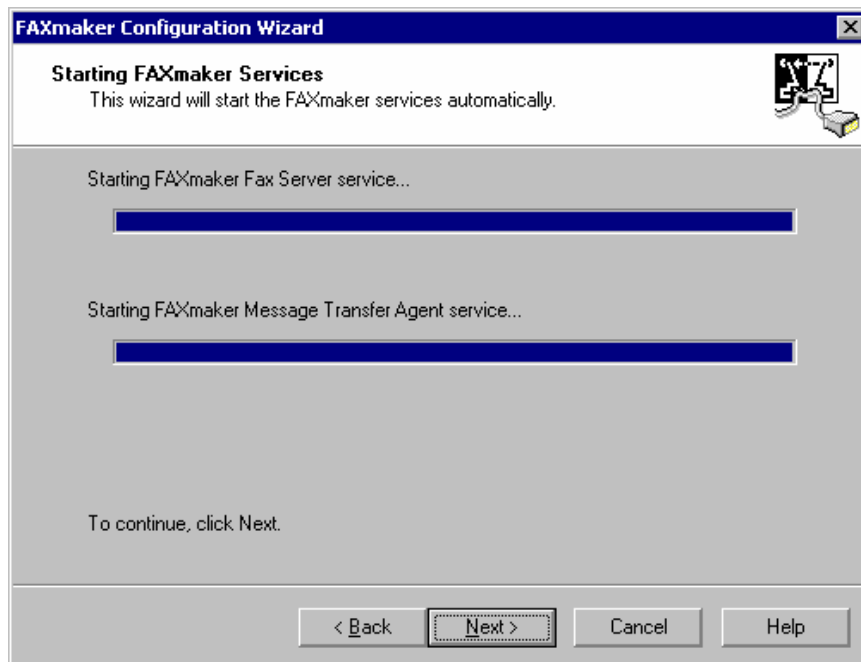 FAXmaker Configuration Wizard
Starting FAXmaker Services
This wizard will start the FAXmaker services automatically.
Starting FAXmaker Fax Server service...
Starting FAXmaker Message Transfer Agent service...
To continue, click Next.
< Back Next > Cancel Help